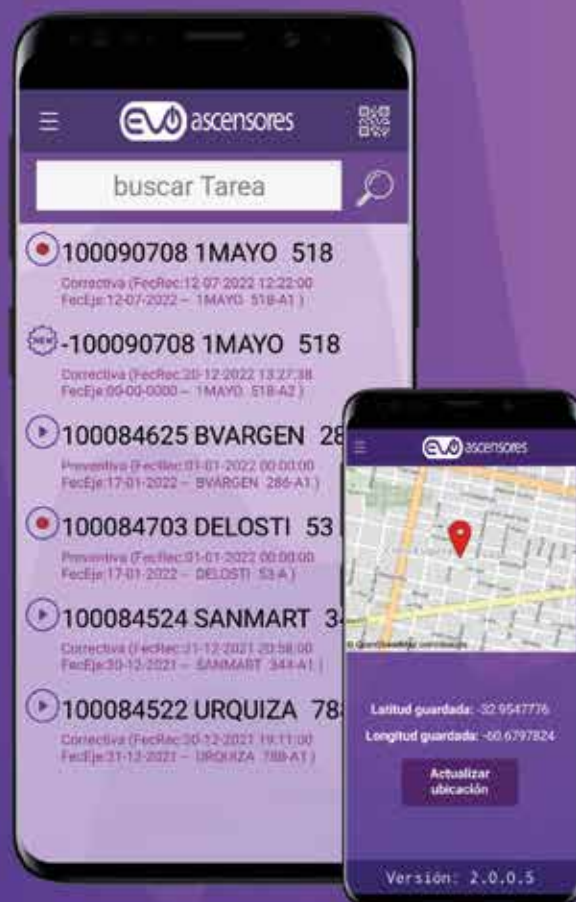 EVO ascensores
buscar Tarea
100090708 1MAYO 518
Correctiva (FecRec:12-07-2022 12:22:00
FecEje:12-07-2022 -- 1MAYO 518-A1 )
NEW -100090708 1MAYO 518
Correctiva (FecRec:20-12-2022 13:27:38
FecEje:00-00-0000 -- 1MAYO 518-A2 )
100084625 BVARGEN 28
Preventiva (FecRec:01-01-2022 00:00:00
FecEje:17-01-2022 -- BVARGEN 286-A1 )
100084703 DELOSTI 53
Preventiva (FecRec:01-01-2022 00:00:00
FecEje:17-01-2022 -- DELOSTI 53-A )
100084524 SANMART 34
Correctiva (FecRec:31-12-2021 20:58:00
FecEje:30-12-2021 -- SANMART 344-A1 )
100084522 URQUIZA 788
Correctiva (FecRec:30-12-2021 19:11:00
FecEje:31-12-2021 -- URQUIZA 788-A1 )
EVO ascensores
Latitud guardada: -32.9547776
Longitud guardada: -60.6797824
Actualizar
ubicación
Versión: 2.0.0.5